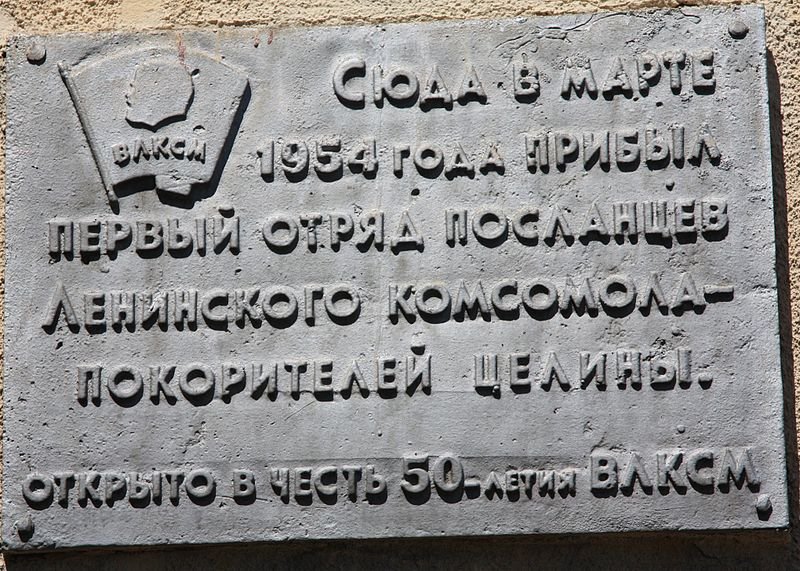 ВЛКСМ
Сюда в марте
1954 года прибыл
первый отряд посланцев
Ленинского комсомола–
покорителей целины.
открыто в честь 50-летия ВЛКСМ